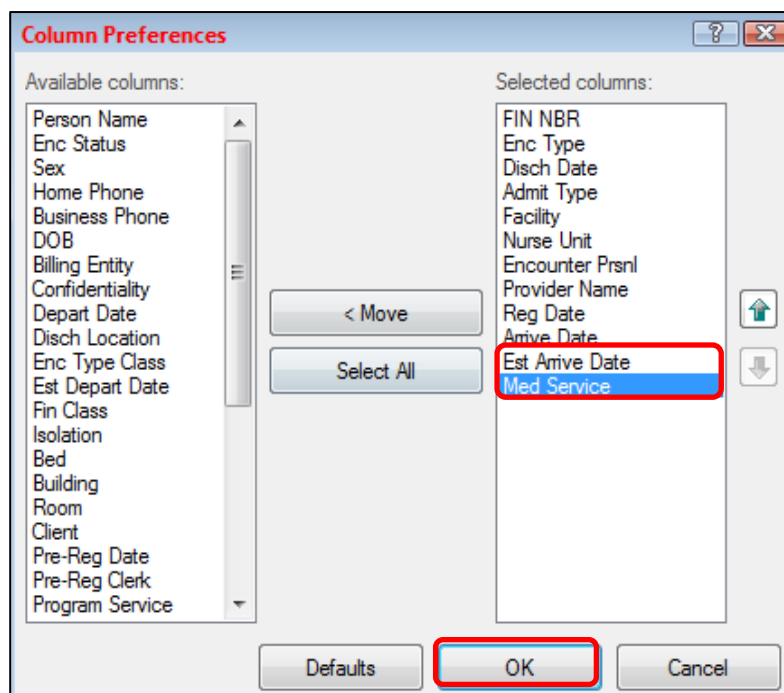 Column Preferences
?
Available columns:
Person Name
Enc Status
Sex
Home Phone
Business Phone
DOB
Billing Entity
Confidentiality
Depart Date
Disch Location
Enc Type Class
Est Depart Date
Fin Class
Isolation
Bed
Building
Room
Client
Pre-Reg Date
Pre-Reg Clerk
Program Service
< Move
Select All
Selected columns:
FIN NBR
Enc Type
Disch Date
Admit Type
Facility
Nurse Unit
Encounter Prsnl
Provider Name
Reg Date
Arrive Date
Est Arrive Date
Med Service
Defaults
OK
Cancel